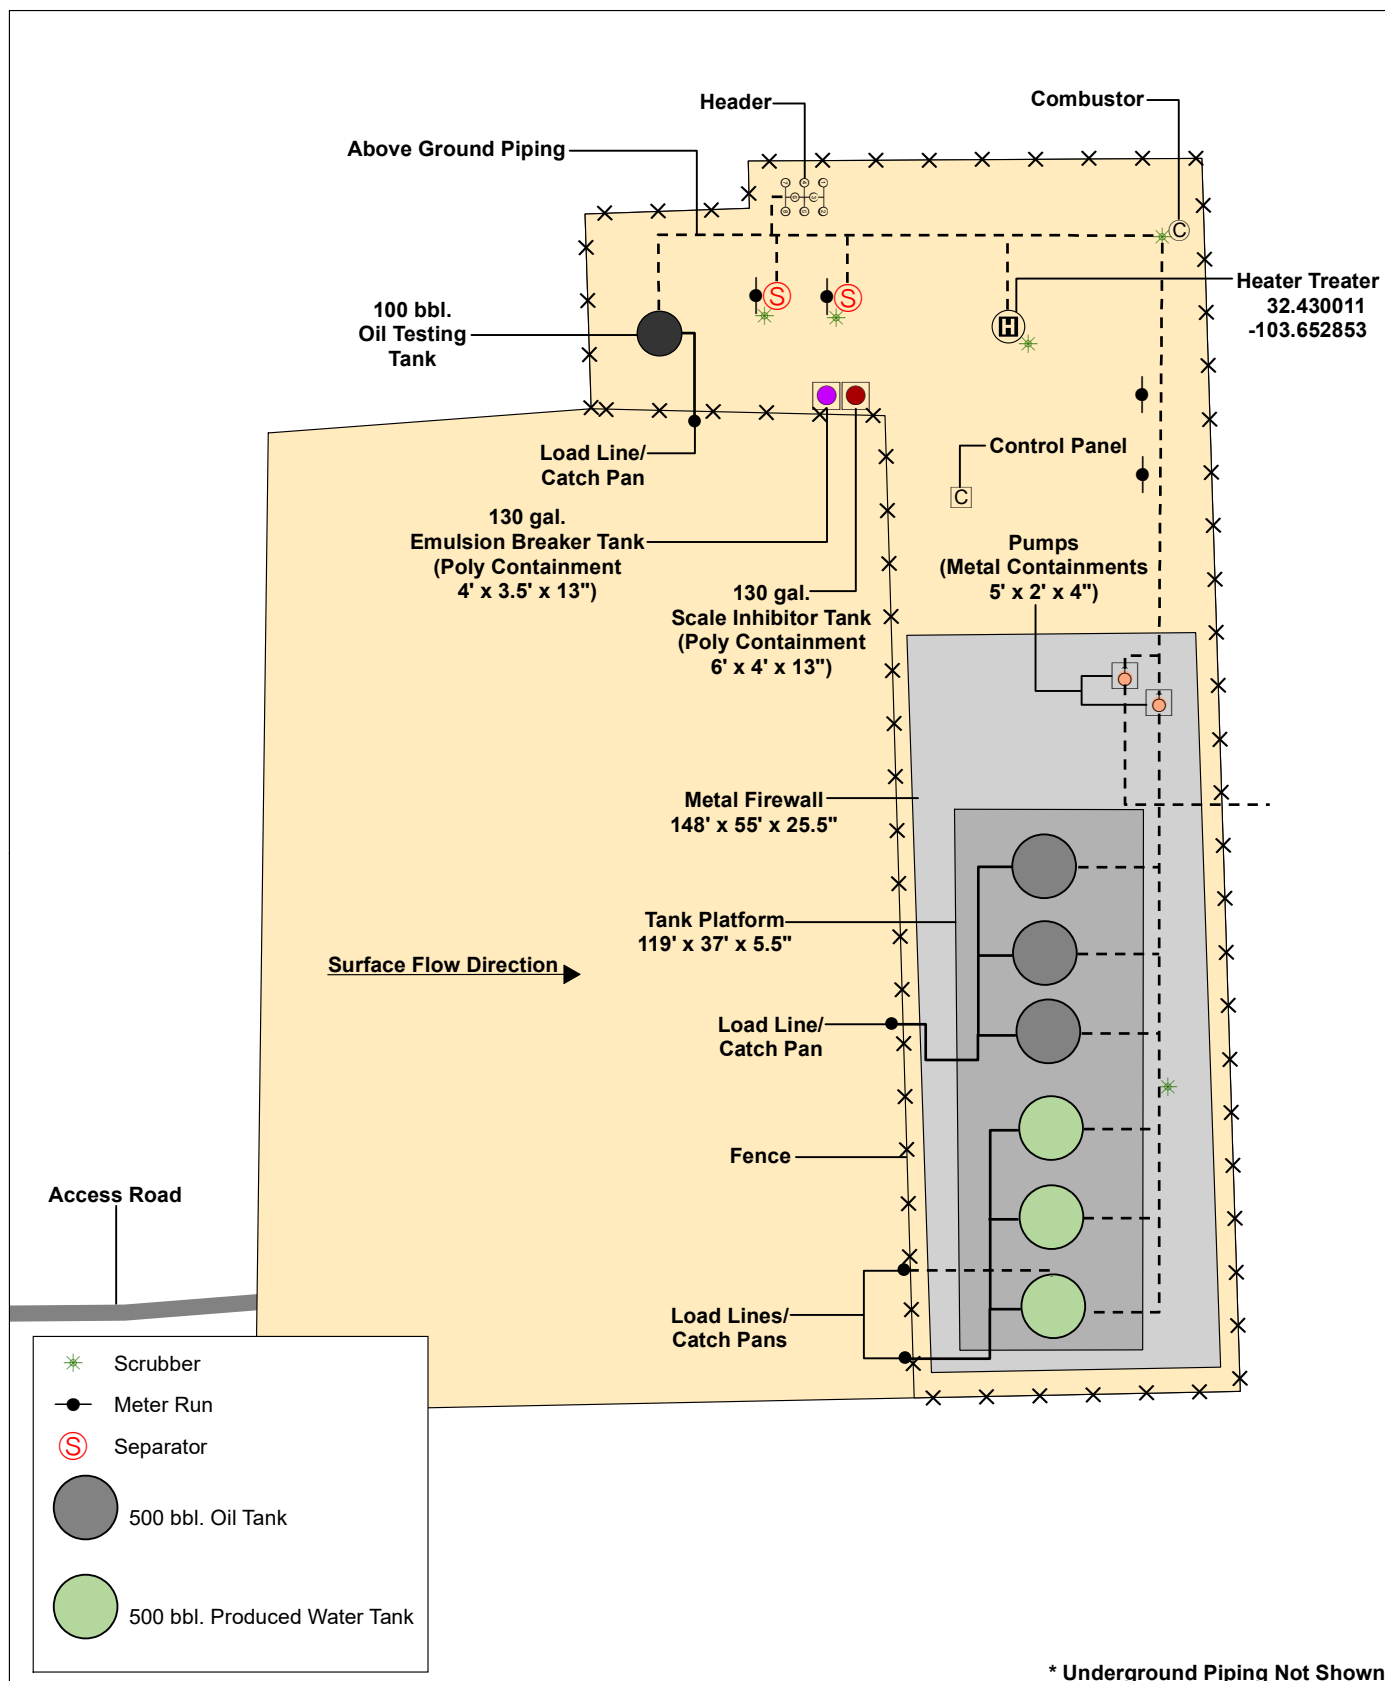 Header
Combustor
Above Ground Piping
C
Heater Treater
32.430011
-103.652853
S
S
H
100 bbl.
Oil Testing
Tank
Load Line/
Catch Pan
Control Panel
C
130 gal.
Emulsion Breaker Tank
(Poly Containment
4' x 3.5' x 13")
Pumps
(Metal Containments
5' x 2' x 4")
130 gal.
Scale Inhibitor Tank
(Poly Containment
6' x 4' x 13")
Metal Firewall
148' x 55' x 25.5"
Tank Platform
119' x 37' x 5.5"
Surface Flow Direction
Load Line/
Catch Pan
Fence
Access Road
Load Lines/
Catch Pans
Scrubber
Meter Run
S Separator
500 bbl. Oil Tank
500 bbl. Produced Water Tank
* Underground Piping Not Shown